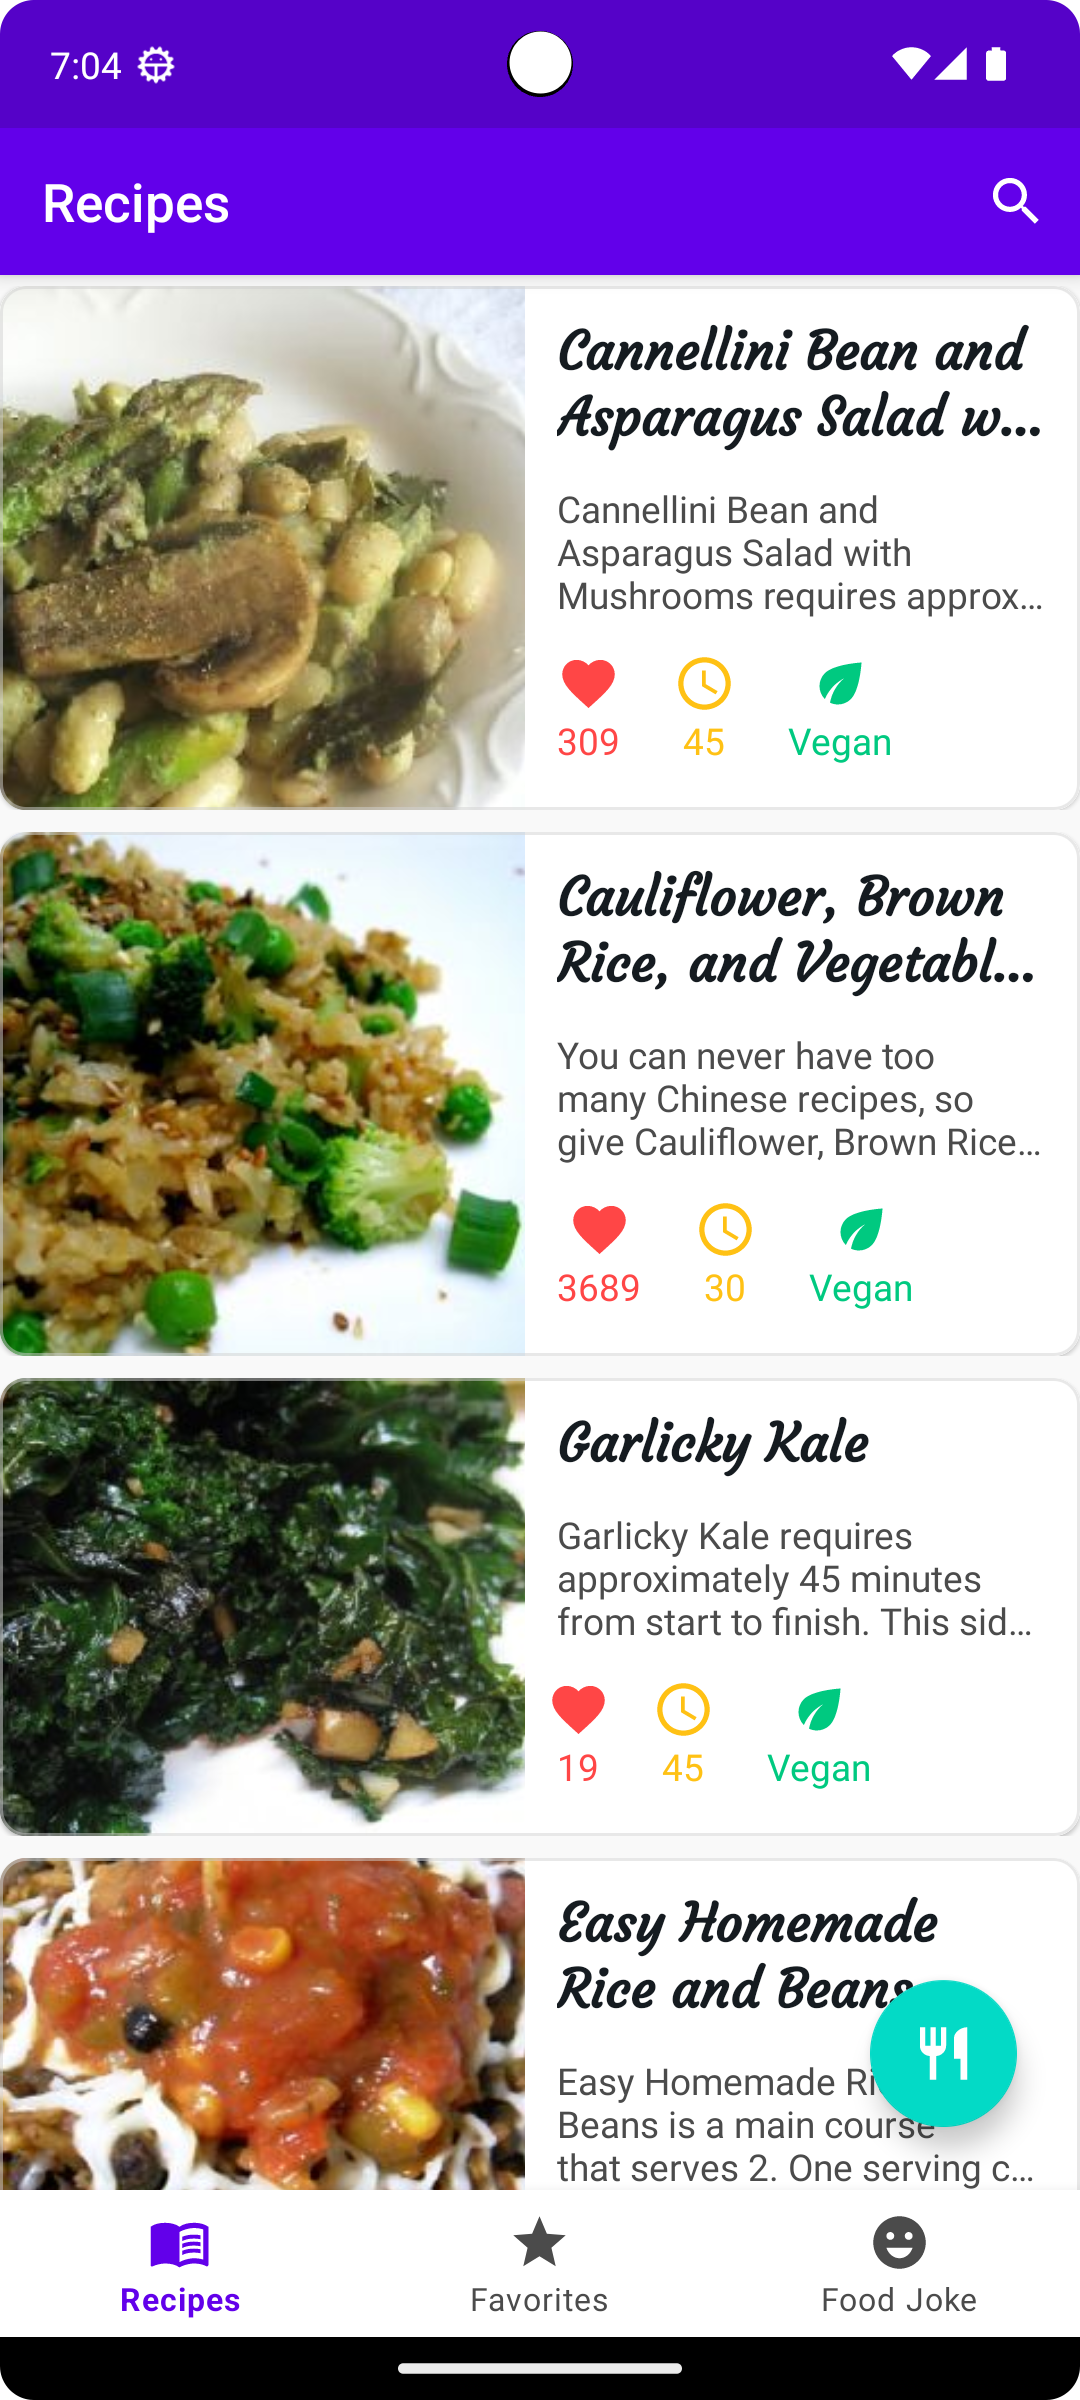 7:04
Recipes
Cannellini Bean and
Asparagus Salad w...
Cannellini Bean and
Asparagus Salad with
Mushrooms requires approx...
309
45
Vegan
Cauliflower, Brown
Rice, and Vegetabl...
You can never have too
many Chinese recipes, so
give Cauliflower, Brown Rice...
3689
30
Vegan
Garlicky Kale
Garlicky Kale requires
approximately 45 minutes
from start to finish. This sid...
19
45
Vegan
Easy Homemade
Rice and Beans
Easy Homemade Ri
Beans is a main course
that serves 2. One serving c...
Recipes
Favorites
Food Joke